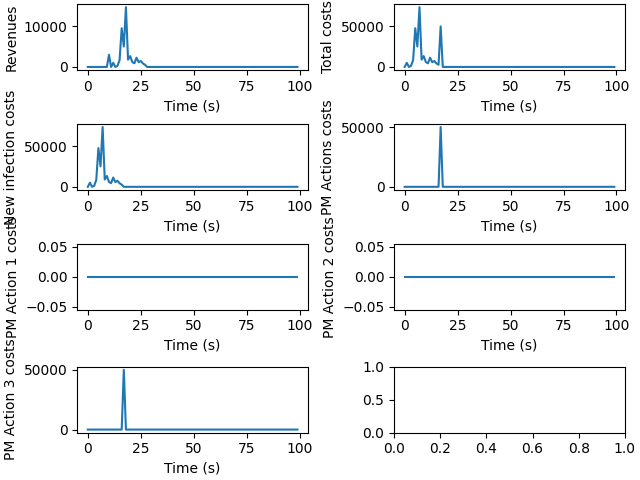 Revenues
10000
0
0 25 50 75 100
Time (s)
Total costs
50000
0
0 25 50 75 100
Time (s)
New infection costs
50000
0
0 25 50 75 100
Time (s)
PM Actions costs
50000
0
0 25 50 75 100
Time (s)
PM Action 1 costs
0.05
0.00
−0.05
0 25 50 75 100
Time (s)
PM Action 2 costs
0.05
0.00
−0.05
0 25 50 75 100
Time (s)
PM Action 3 costs
50000
0
0 25 50 75 100
Time (s)
1.0
0.5
0.0
0.0 0.2 0.4 0.6 0.8 1.0